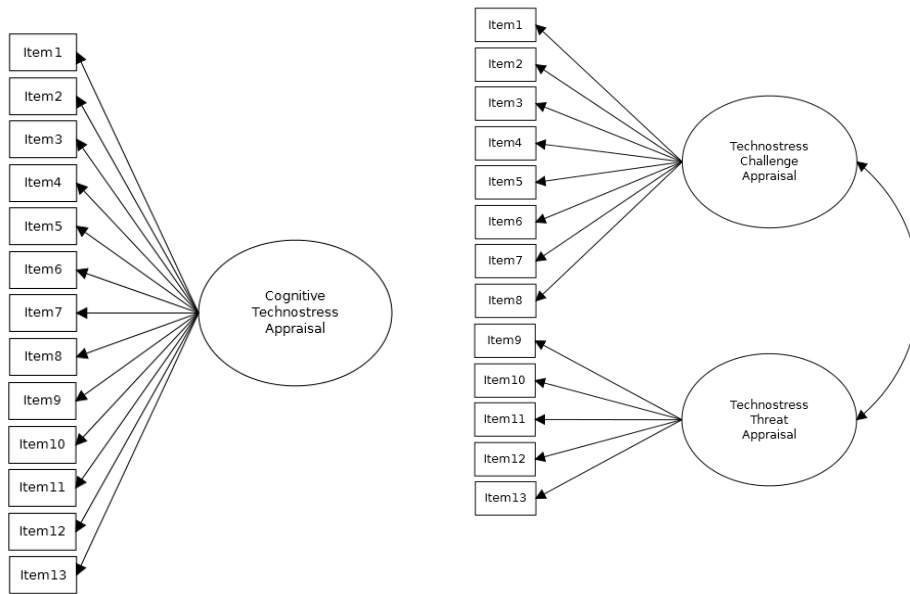 Item1
Item2
Item3
Item4
Item5
Item6
Item7
Item8
Item9
Item10
Item11
Item12
Item13
Cognitive
Technostress
Appraisal
Item1
Item2
Item3
Item4
Item5
Item6
Item7
Item8
Item9
Item10
Item11
Item12
Item13
Technostress
Challenge
Appraisal
Technostress
Threat
Appraisal